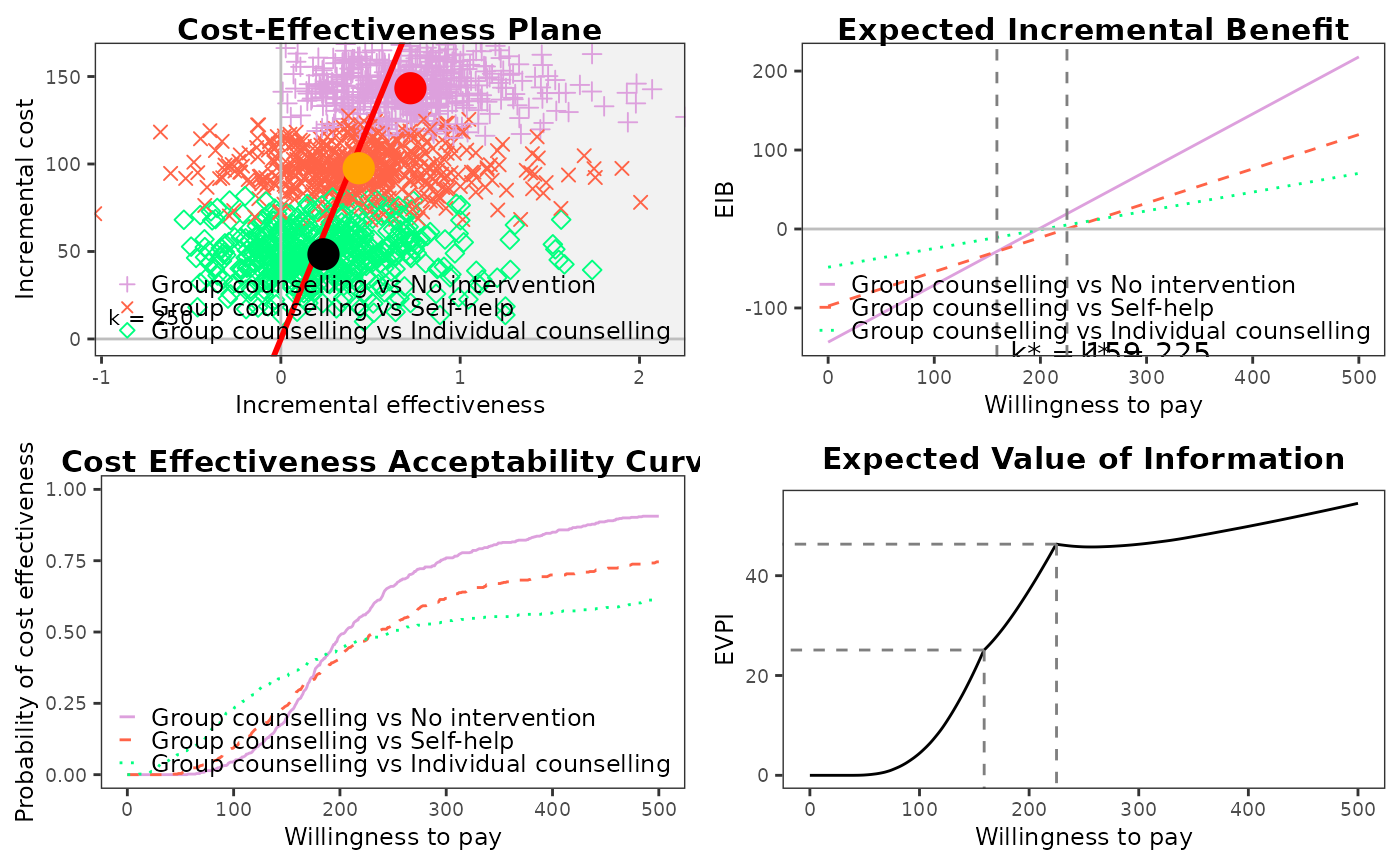 Cost-Effectiveness Plane
Incremental cost
150
100
50
0
Group counselling vs No intervention
Group counselling vs Self-help
k = 250
Group counselling vs Individual counselling
-1 0 1 2
Incremental effectiveness
Expected Incremental Benefit
EIB
200
100
0
-100
Group counselling vs No intervention
Group counselling vs Self-help
Group counselling vs Individual counselling
k* = 159
k* = 225
0 100 200 300 400 500
Willingness to pay
Cost Effectiveness Acceptability Curv
Probability of cost effectiveness
1.00
0.75
0.50
0.25
0.00
Group counselling vs No intervention
Group counselling vs Self-help
Group counselling vs Individual counselling
0 100 200 300 400 500
Willingness to pay
Expected Value of Information
EVPI
40
20
0
0 100 200 300 400 500
Willingness to pay